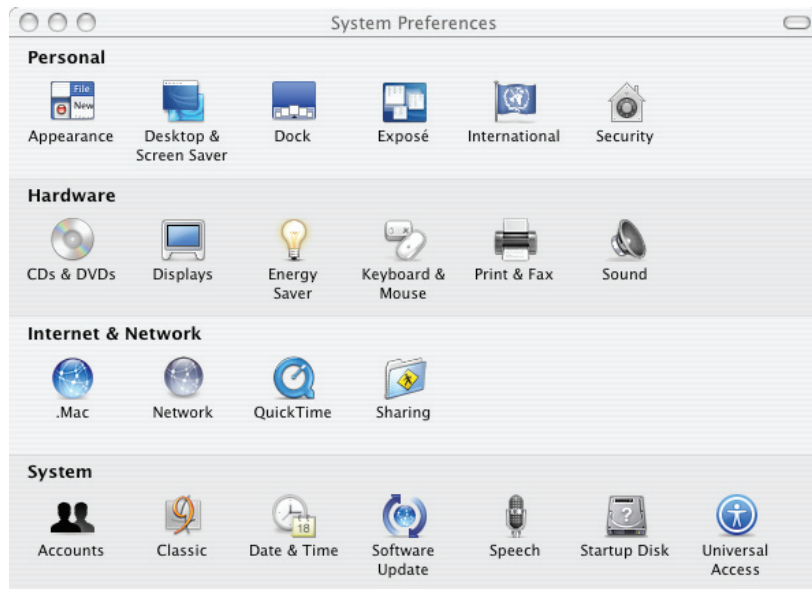 System Preferences
Personal
File
New
Appearance
Desktop &
Screen Saver
Dock
Exposé
International
Security
Hardware
CDs & DVDs
Displays
Energy
Saver
Keyboard &
Mouse
Print & Fax
Sound
Internet & Network
.Mac
Network
QuickTime
Sharing
System
18
?
Accounts
Classic
Date & Time
Software
Update
Speech
Startup Disk
Universal
Access